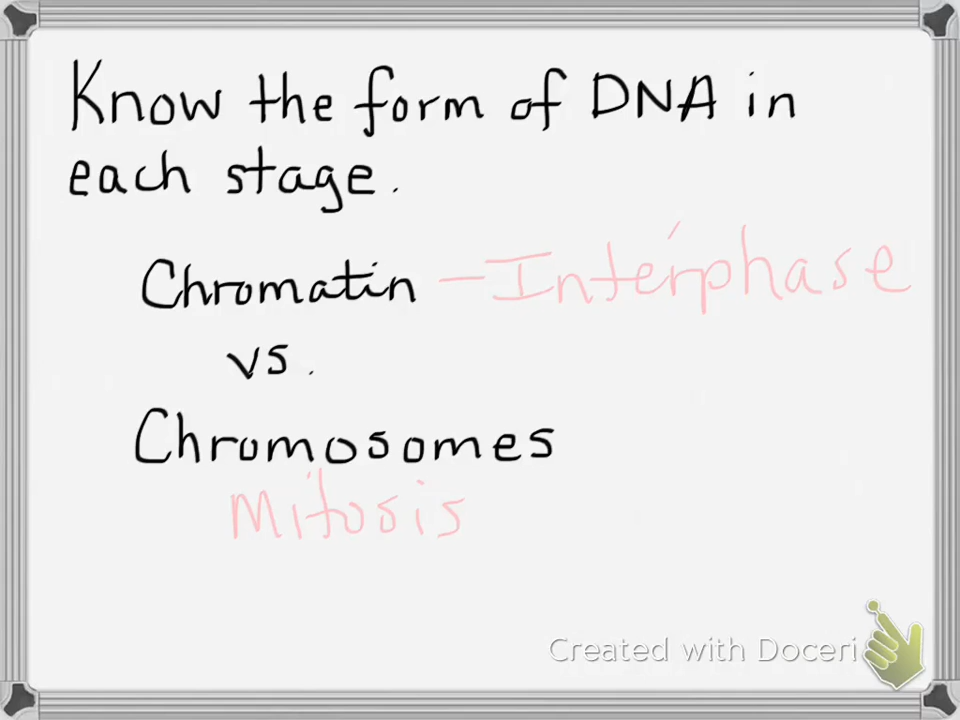 Know the form of DNA in
each stage.
Chromatin - Interphase
vs.
Chromosomes
Mitosis
Created with Doceri